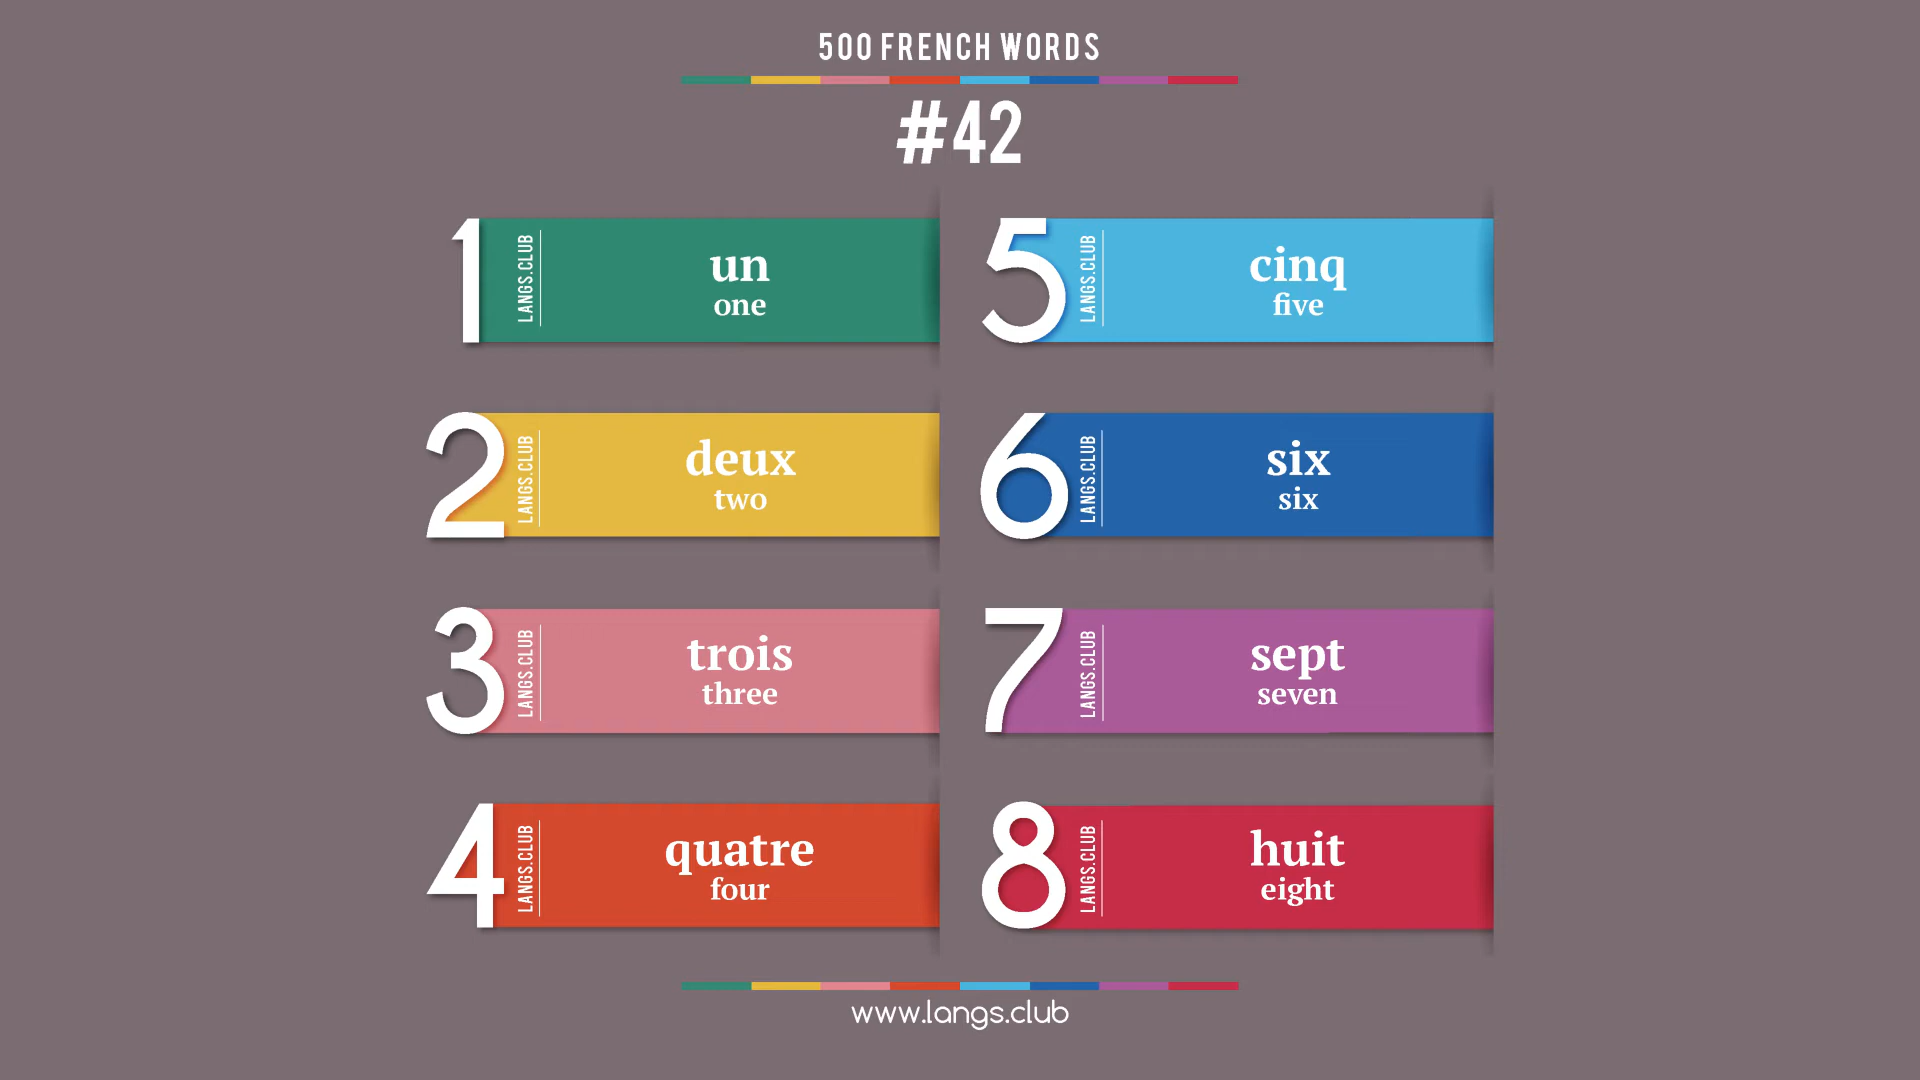 500 FRENCH WORDS
#42
1
LANGS.CLUB
un
one
2
LANGS.CLUB
deux
two
3
LANGS.CLUB
trois
three
4
LANGS.CLUB
quatre
four
5
LANGS.CLUB
cinq
five
6
LANGS.CLUB
six
six
7
LANGS.CLUB
sept
seven
8
LANGS.CLUB
huit
eight
www.langs.club